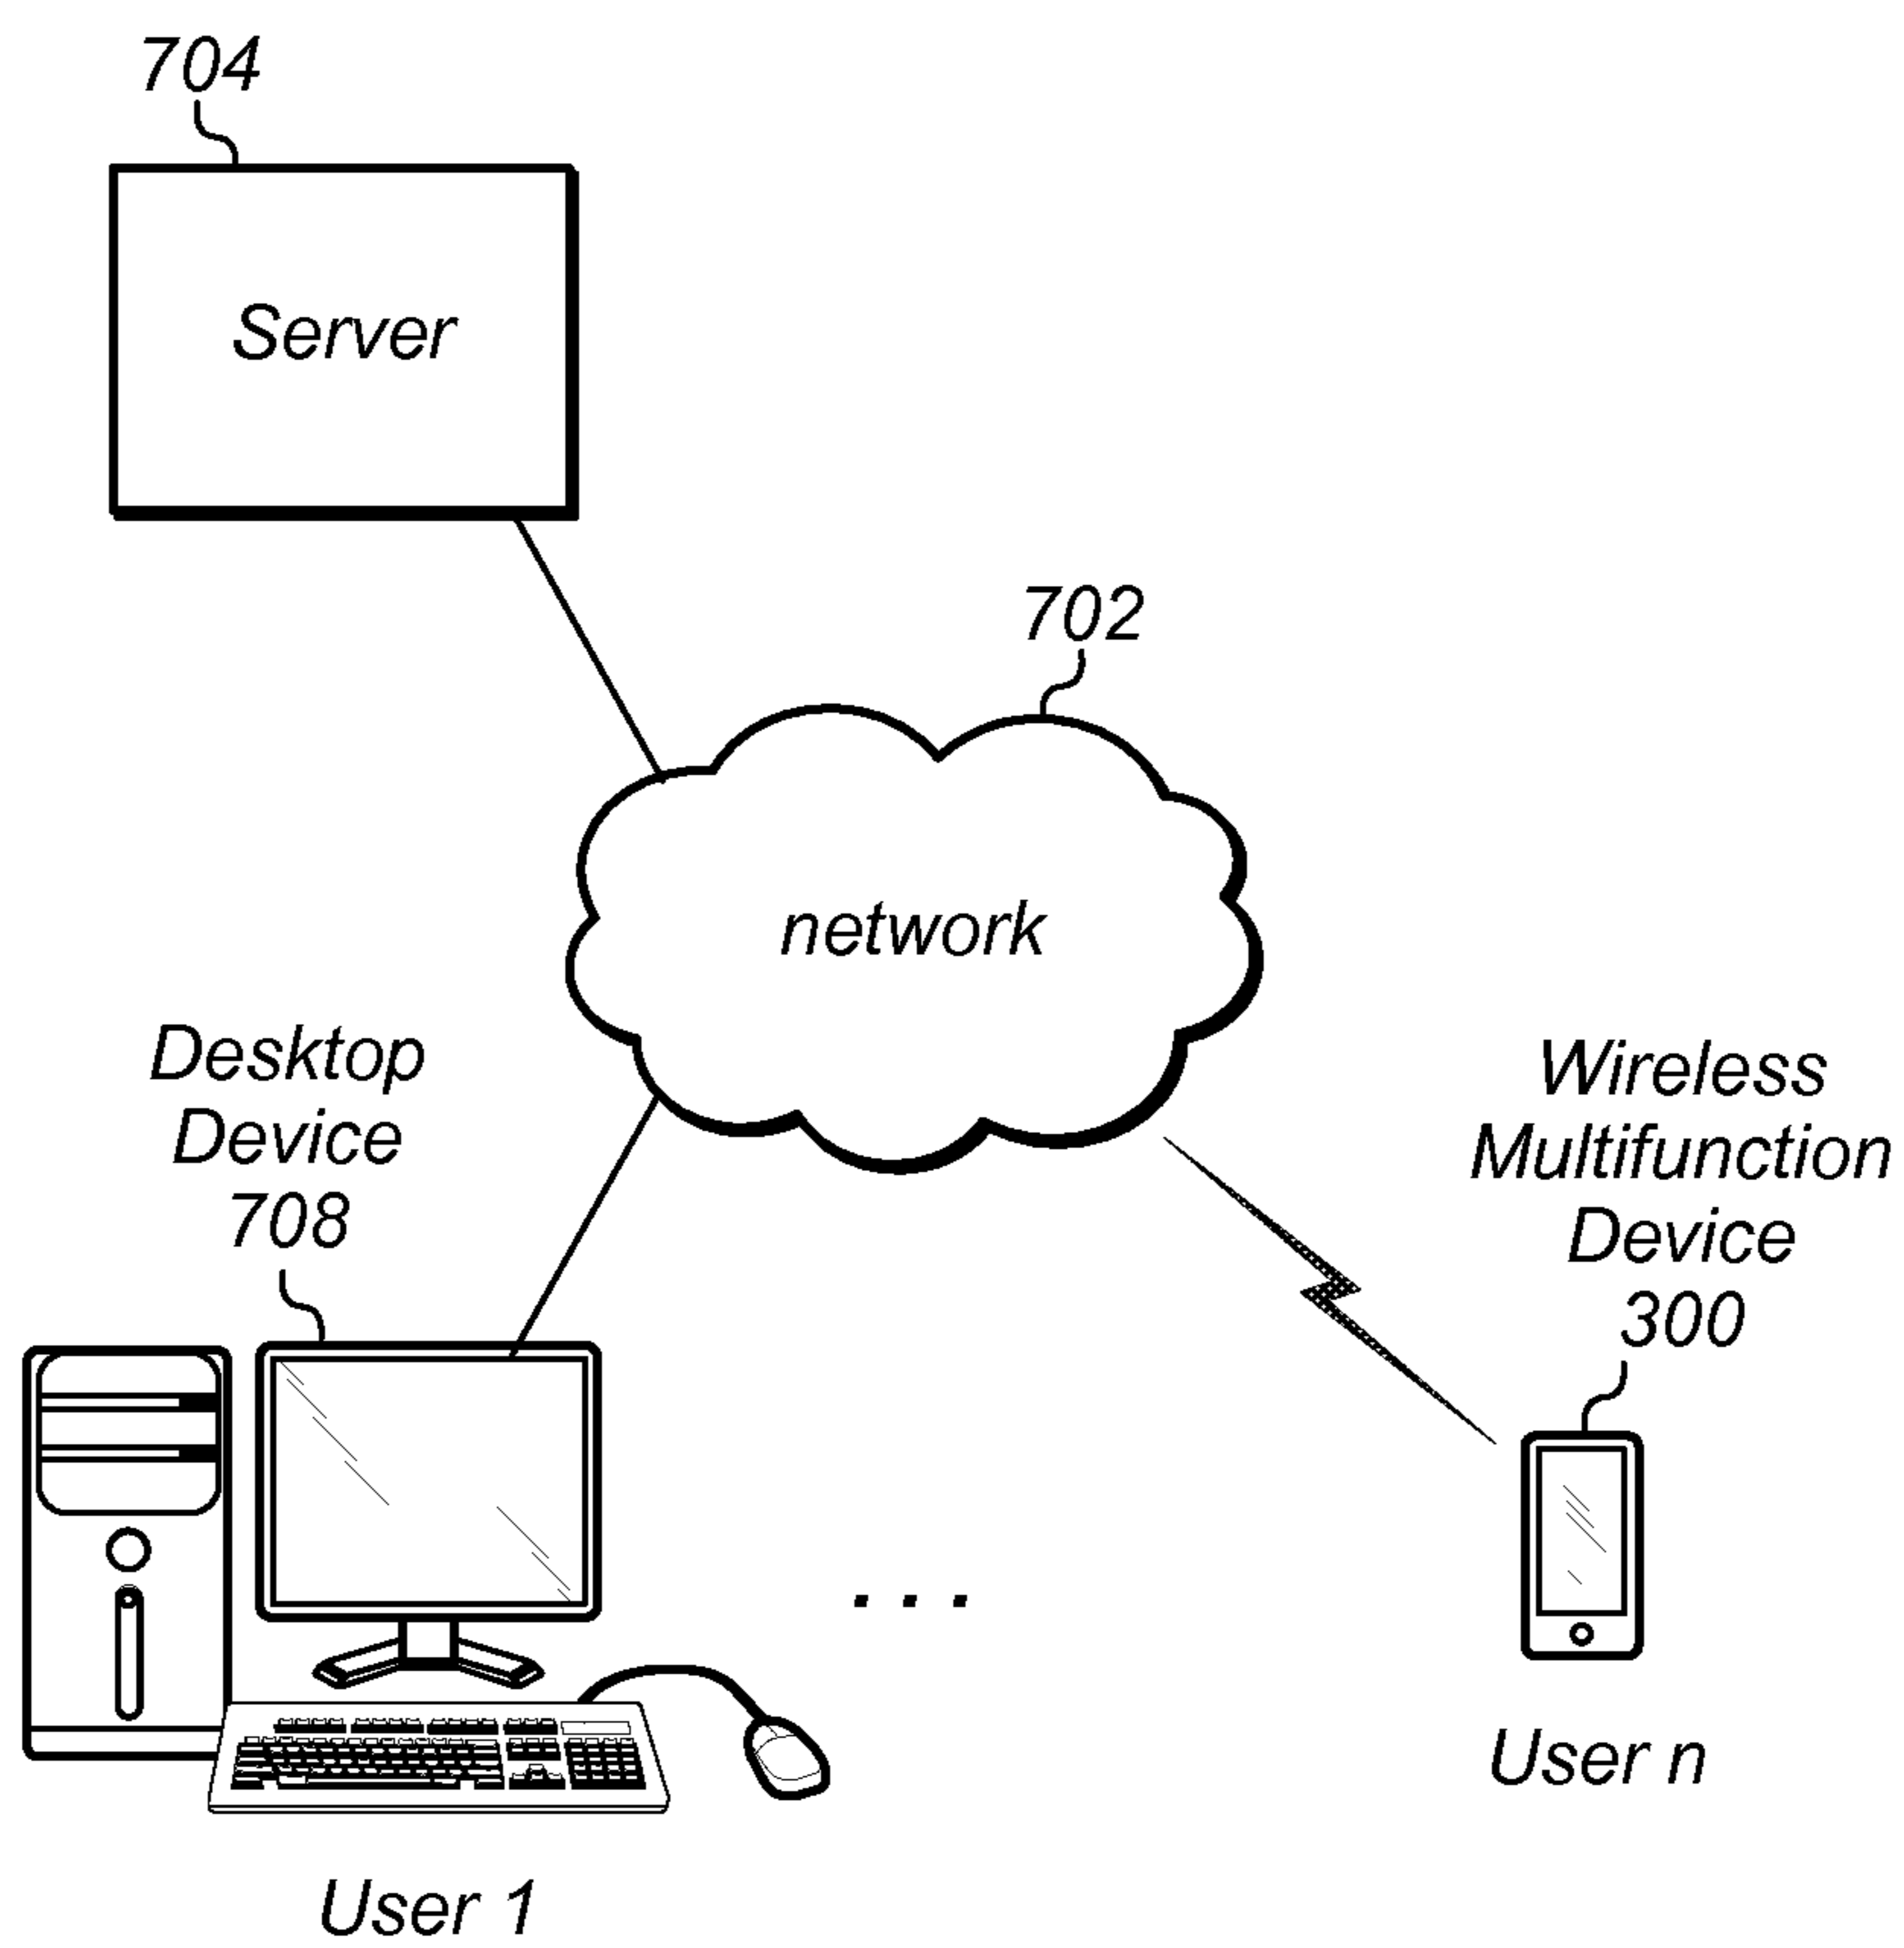 704
Server
702
network
Desktop
Device
708
Wireless
Multifunction
Device
300
...
User n
User 1